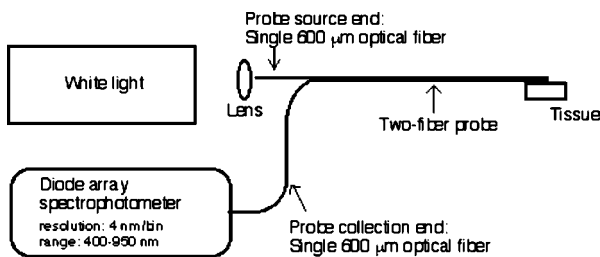 Probe source end:
Single 600 µm optical fiber
White light
Lens
Two-fiber probe
Tissue
Diode array
spectrophotometer
resolution: 4 nm/bin
range: 400-950 nm
Probe collection end:
Single 600 µm optical fiber